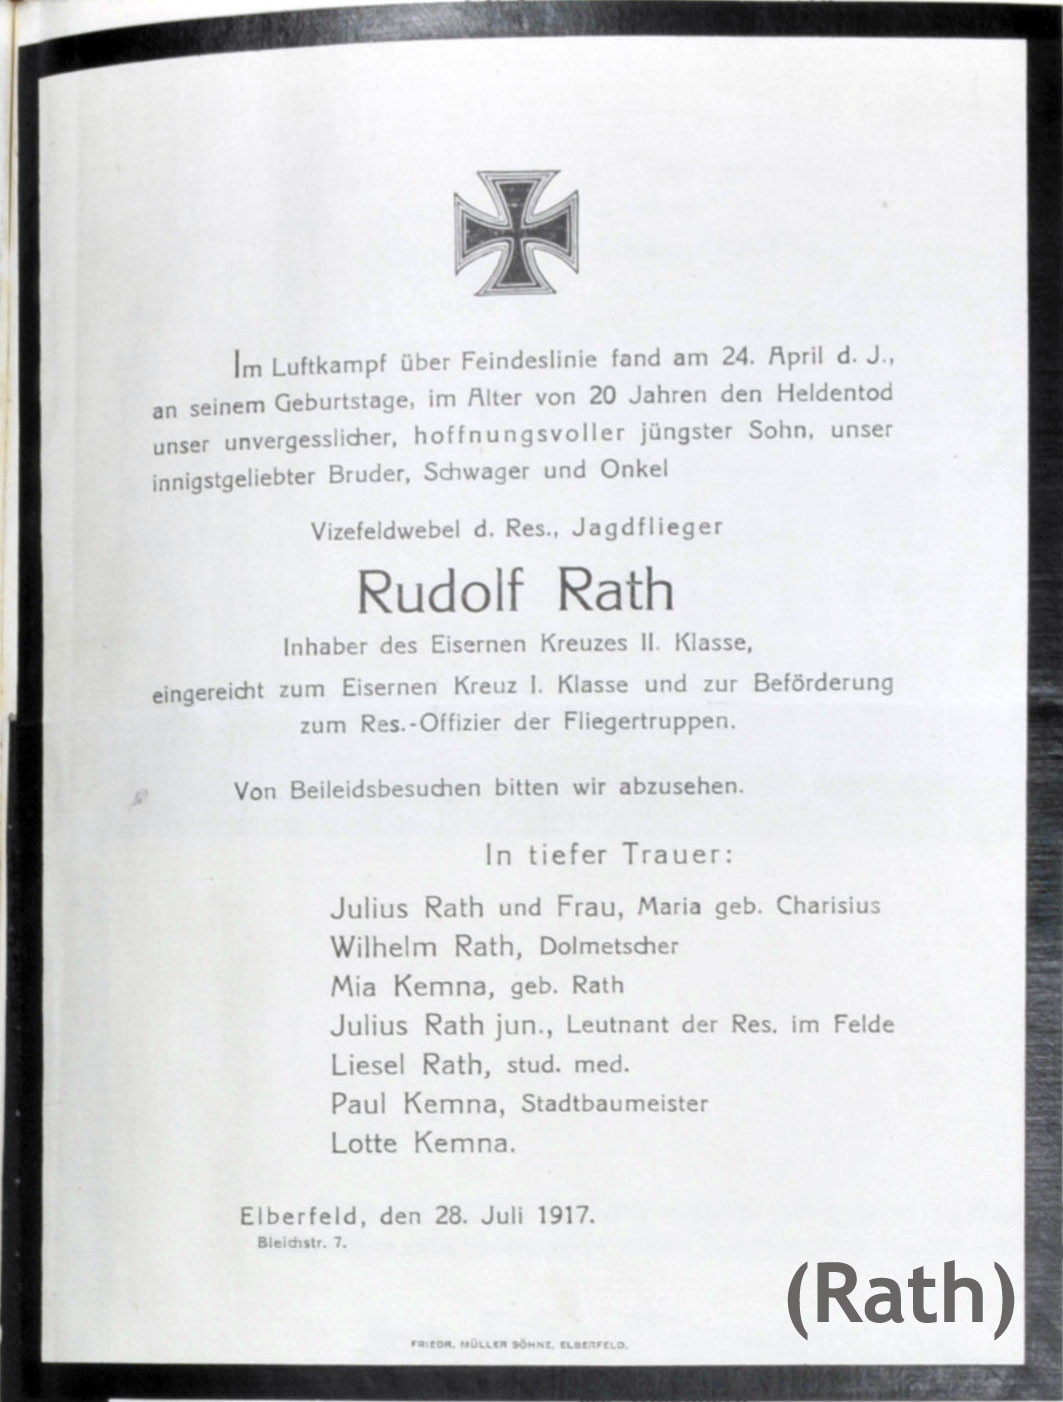 Im Luftkampf über Feindeslinie fand am 24. April d. J.,
an seinem Geburtstage, im Alter von 20 Jahren den Heldentod
unser unvergesslicher, hoffnungsvoller jüngster Sohn, unser
innigstgeliebter Bruder, Schwager und Onkel
Vizefeldwebel d. Res., Jagdflieger
Rudolf Rath
Inhaber des Eisernen Kreuzes II. Klasse,
eingereicht zum Eisernen Kreuz I. Klasse und zur Beförderung
zum Res.-Offizier der Fliegertruppen.
Von Beileidsbesuchen bitten wir abzusehen.
In tiefer Trauer:
Julius Rath und Frau, Maria geb. Charisius
Wilhelm Rath, Dolmetscher
Mia Kemna, geb. Rath
Julius Rath jun., Leutnant der Res. im Felde
Liesel Rath, stud. med.
Paul Kemna, Stadtbaumeister
Lotte Kemna.
Elberfeld, den 28. Juli 1917.
Bleichstr. 7.
(Rath)
FRIEDR. MÜLLER SÖHNE, ELBERFELD.